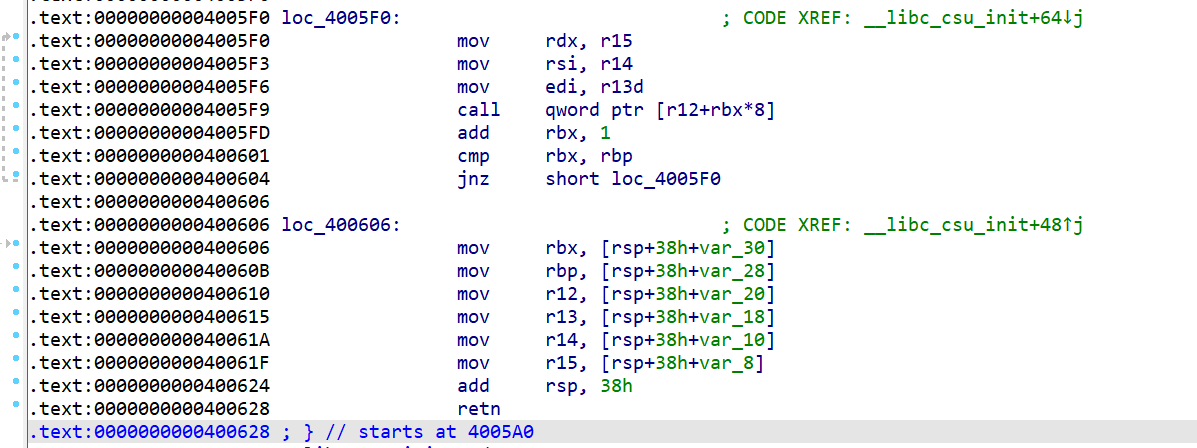 .text:00000000004005F0 loc_4005F0: ; CODE XREF: __libc_csu_init+64↓j
.text:00000000004005F0 mov rdx, r15
.text:00000000004005F3 mov rsi, r14
.text:00000000004005F6 mov edi, r13d
.text:00000000004005F9 call qword ptr [r12+rbx*8]
.text:00000000004005FD add rbx, 1
.text:0000000000400601 cmp rbx, rbp
.text:0000000000400604 jnz short loc_4005F0
.text:0000000000400606
.text:0000000000400606 loc_400606: ; CODE XREF: __libc_csu_init+48↑j
.text:0000000000400606 mov rbx, [rsp+38h+var_30]
.text:000000000040060B mov rbp, [rsp+38h+var_28]
.text:0000000000400610 mov r12, [rsp+38h+var_20]
.text:0000000000400615 mov r13, [rsp+38h+var_18]
.text:000000000040061A mov r14, [rsp+38h+var_10]
.text:000000000040061F mov r15, [rsp+38h+var_8]
.text:0000000000400624 add rsp, 38h
.text:0000000000400628 retn
.text:0000000000400628 ; } // starts at 4005A0